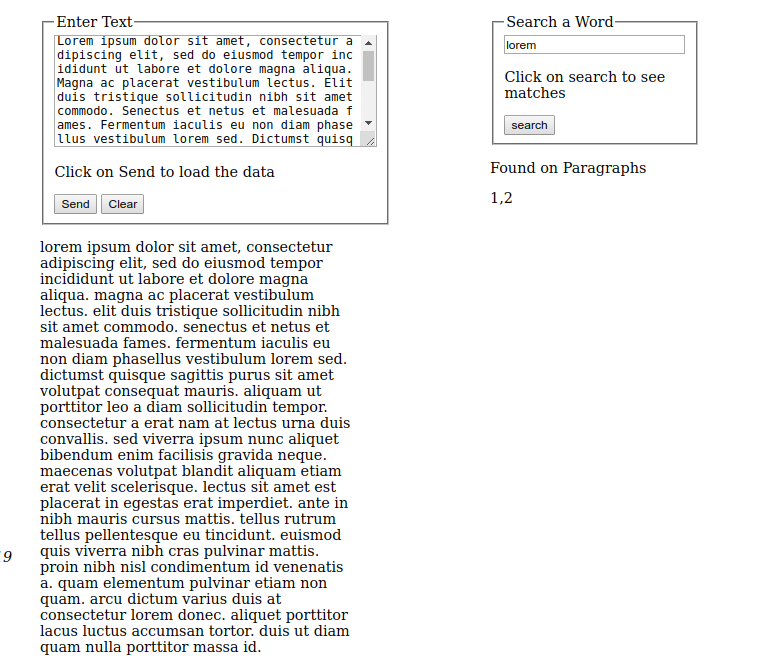 Enter Text
Lorem ipsum dolor sit amet, consectetur a
dipiscing elit, sed do eiusmod tempor inc
ididunt ut labore et dolore magna aliqua.
Magna ac placerat vestibulum lectus. Elit
duis tristique sollicitudin nibh sit amet
commodo. Senectus et netus et malesuada f
ames. Fermentum iaculis eu non diam phase
llus vestibulum lorem sed. Dictumst quisq
Click on Send to load the data
Send Clear
Search a Word
lorem
Click on search to see
matches
search
Found on Paragraphs
1,2
lorem ipsum dolor sit amet, consectetur
adipiscing elit, sed do eiusmod tempor
incididunt ut labore et dolore magna
aliqua. magna ac placerat vestibulum
lectus. elit duis tristique sollicitudin nibh
sit amet commodo. senectus et netus et
malesuada fames. fermentum iaculis eu
non diam phasellus vestibulum lorem sed.
dictumst quisque sagittis purus sit amet
volutpat consequat mauris. aliquam ut
porttitor leo a diam sollicitudin tempor.
consectetur a erat nam at lectus urna duis
convallis. sed viverra ipsum nunc aliquet
bibendum enim facilisis gravida neque.
maecenas volutpat blandit aliquam etiam
erat velit scelerisque. lectus sit amet est
placerat in egestas erat imperdiet. ante in
nibh mauris cursus mattis. tellus rutrum
tellus pellentesque eu tincidunt. euismod
quis viverra nibh cras pulvinar mattis.
proin nibh nisl condimentum id venenatis
a. quam elementum pulvinar etiam non
quam. arcu dictum varius duis at
consectetur lorem donec. aliquet porttitor
lacus luctus accumsan tortor. duis ut diam
quam nulla porttitor massa id.